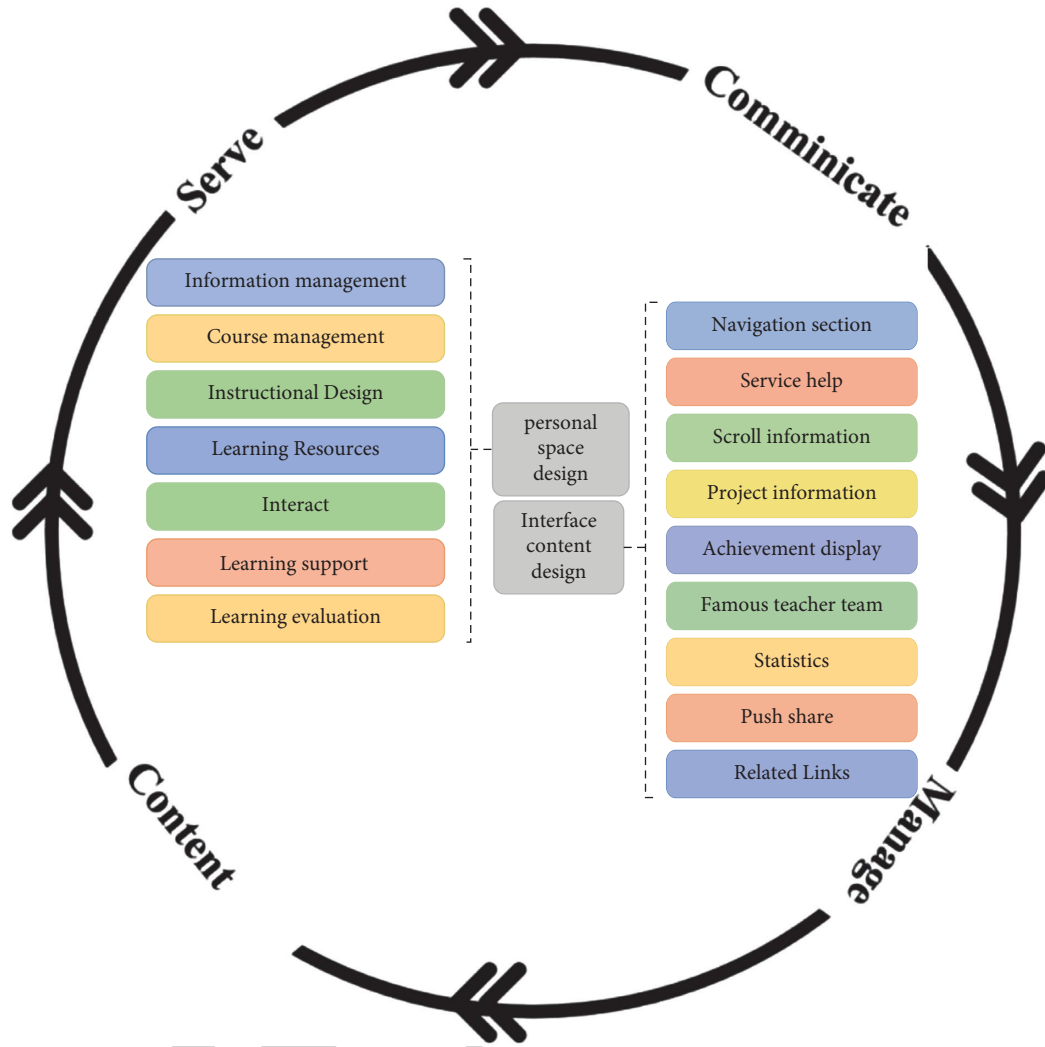 Serve
Comminicate
Information management
Course management
Instructional Design
Learning Resources
Interact
Learning support
Learning evaluation
personal
space
design
Interface
content
design
Navigation section
Service help
Scroll information
Project information
Achievement display
Famous teacher team
Statistics
Push share
Related Links
Content
Manage